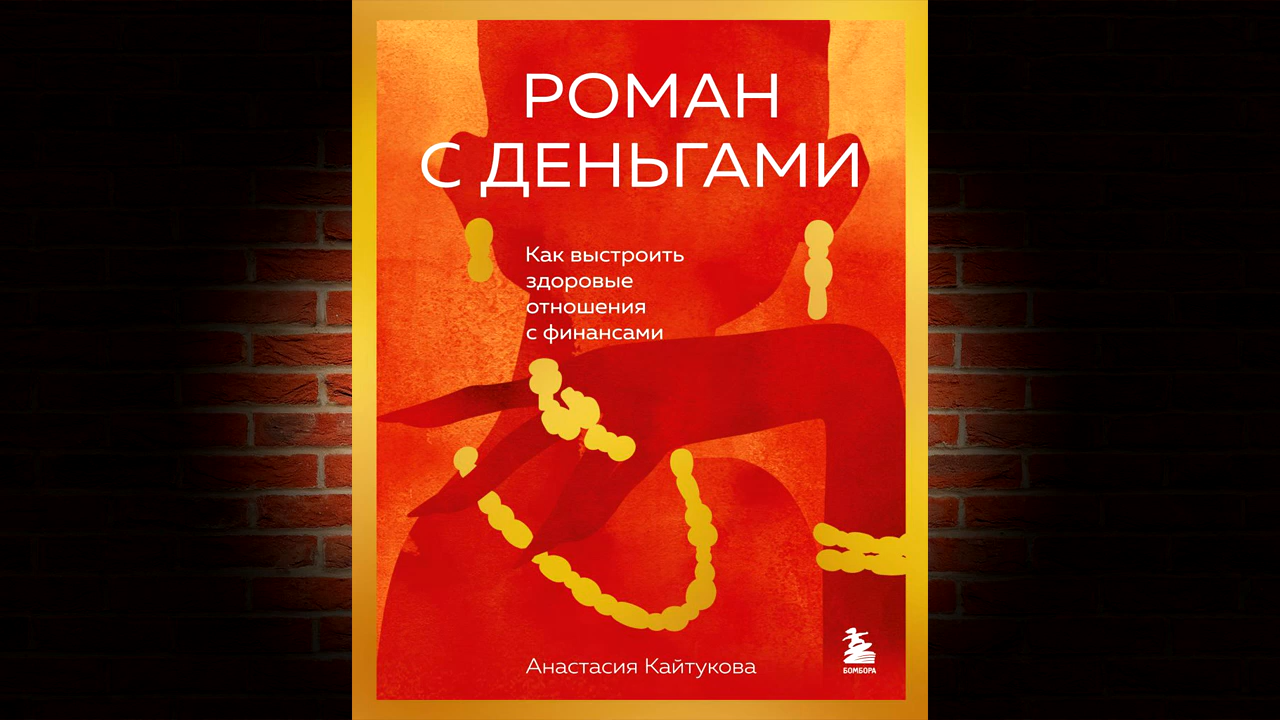 РОМАН
С ДЕНЬГАМИ
Как выстроить
здоровые
отношения
с финансами
Анастасия Кайтукова
БОМБОРА